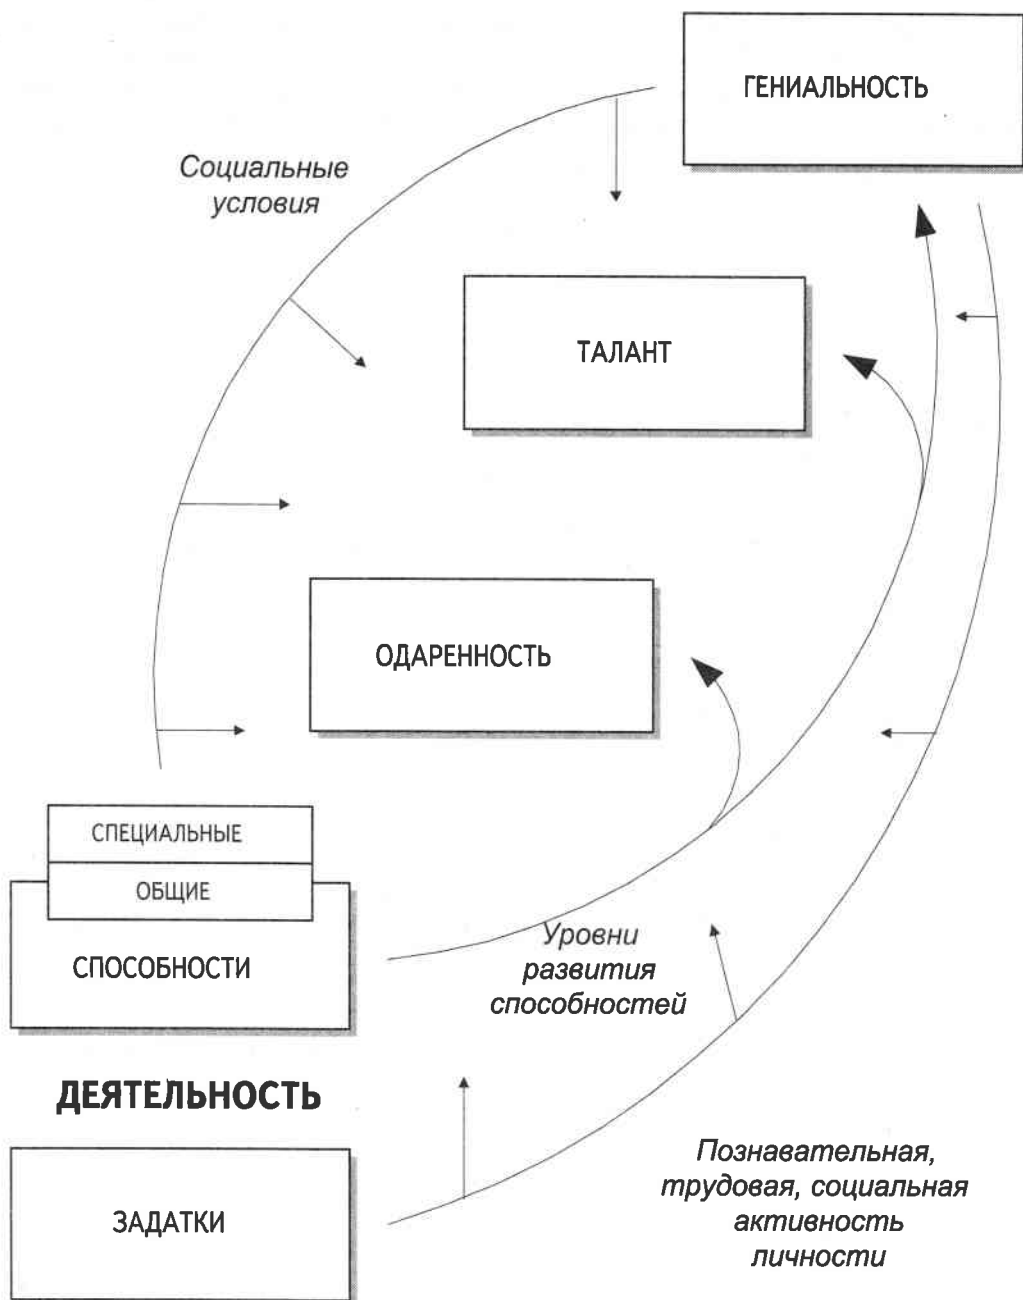 ГЕНИАЛЬНОСТЬ
Социальные
условия
ТАЛАНТ
ОДАРЕННОСТЬ
СПЕЦИАЛЬНЫЕ
ОБЩИЕ
СПОСОБНОСТИ
Уровни
развития
способностей
ДЕЯТЕЛЬНОСТЬ
ЗАДАТКИ
Познавательная,
трудовая, социальная
активность
личности